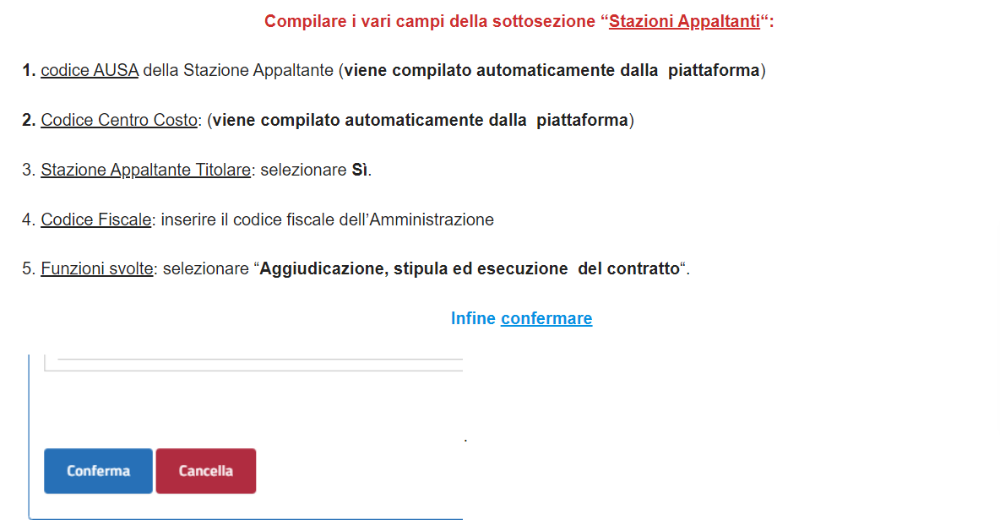 Compilare i vari campi della sottosezione “Stazioni Appaltanti“:
1. codice AUSA della Stazione Appaltante (viene compilato automaticamente dalla  piattaforma)
2. Codice Centro Costo: (viene compilato automaticamente dalla  piattaforma)
3. Stazione Appaltante Titolare: selezionare Sì.
4. Codice Fiscale: inserire il codice fiscale dell’Amministrazione
5. Funzioni svolte: selezionare “Aggiudicazione, stipula ed esecuzione  del contratto“.
Infine confermare
.
Conferma Cancella